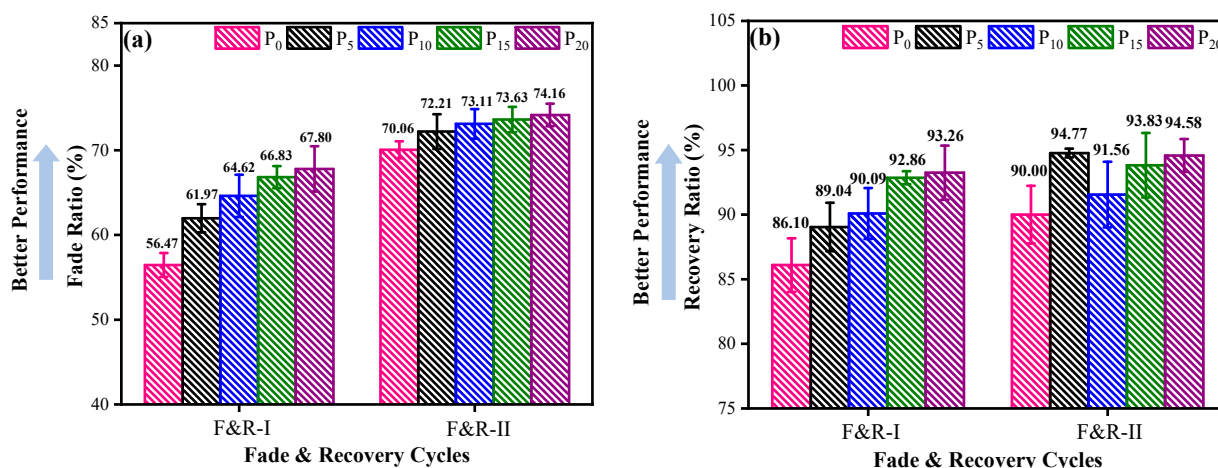 (a)
P0 P5 P10 P15 P20
Better Performance
Fade Ratio (%)
85
80
70
60
50
40
56.47
61.97
64.62
66.83
67.80
70.06
72.21
73.11
73.63
74.16
F&R-I
F&R-II
Fade & Recovery Cycles
(b)
P0 P5 P10 P15 P20
Better Performance
Recovery Ratio (%)
105
100
95
90
85
80
75
86.10
89.04
90.09
92.86
93.26
90.00
94.77
91.56
93.83
94.58
F&R-I
F&R-II
Fade & Recovery Cycles